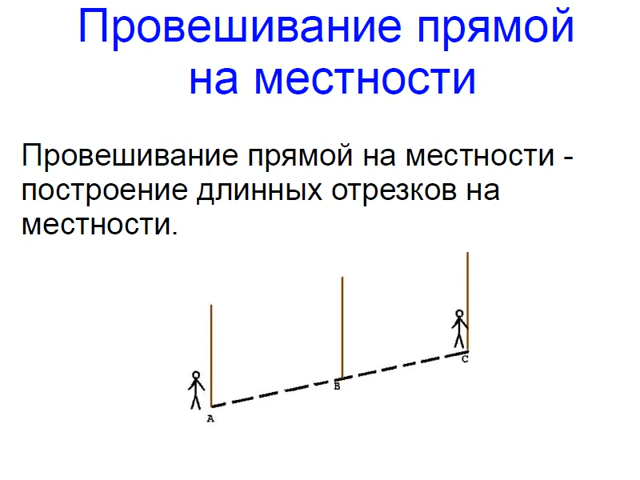 Провешивание прямой
на местности
Провешивание прямой на местности -
построение длинных отрезков на
местности.
А
Б
С